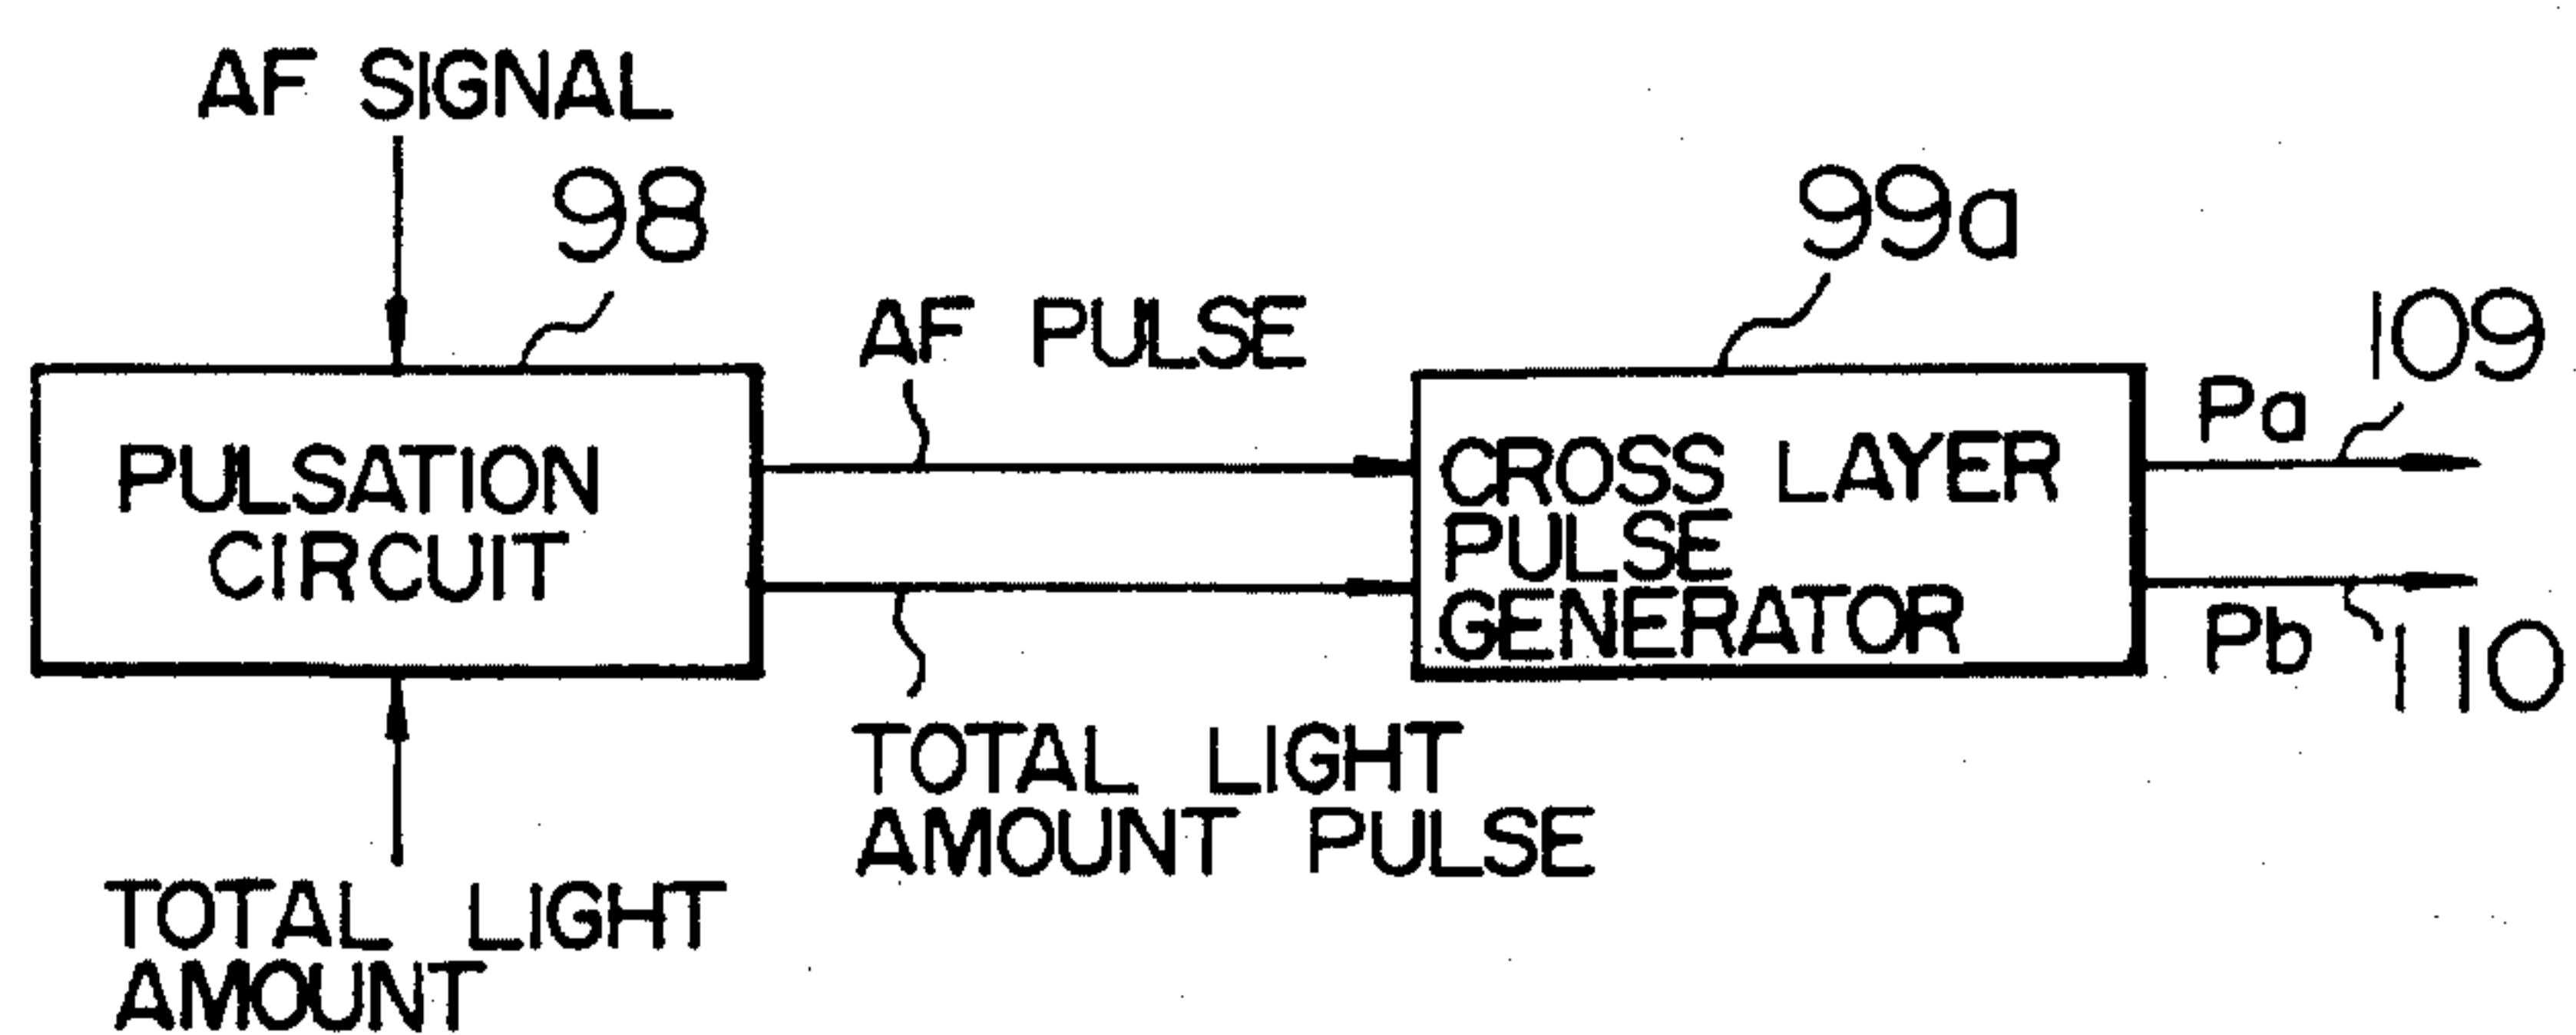 AF SIGNAL
98
99a
AF PULSE
109
Pa
PULSATION
CIRCUIT
CROSS LAYER
PULSE
GENERATOR
Pb
110
TOTAL LIGHT
AMOUNT PULSE
TOTAL LIGHT
AMOUNT